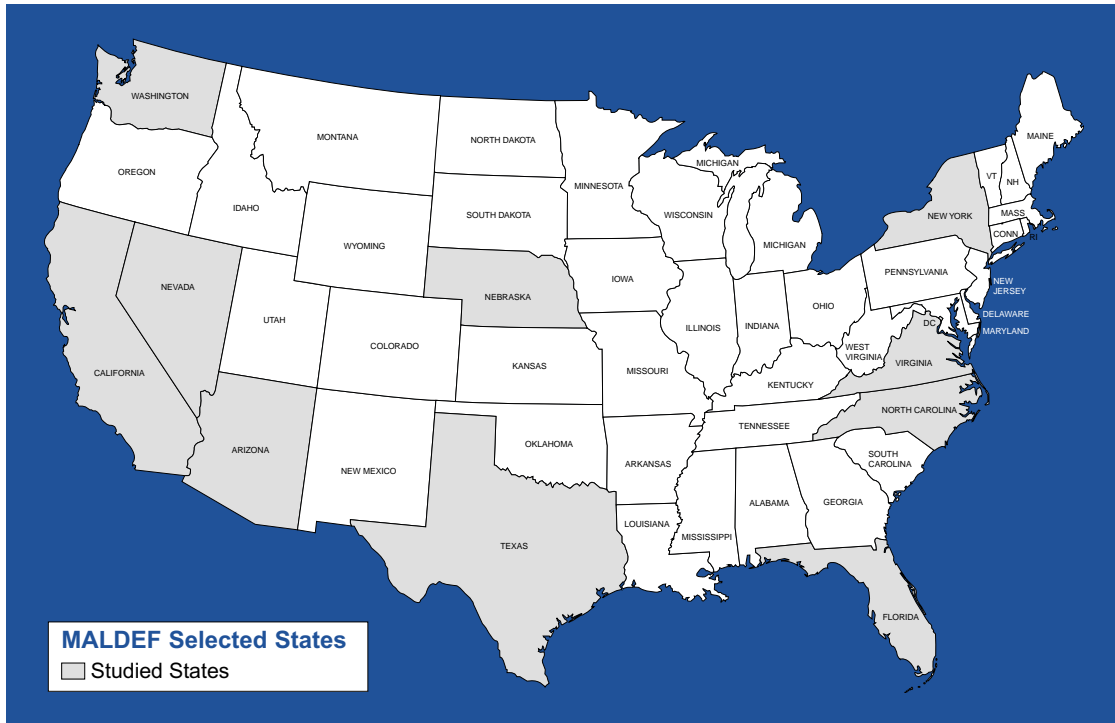 WASHINGTON
MONTANA
NORTH DAKOTA
MAINE
MICHIGAN
OREGON
MINNESOTA
VT
NH
IDAHO
SOUTH DAKOTA
WISCONSIN
NEW YORK
MASS
CONN
RI
WYOMING
MICHIGAN
PENNSYLVANIA
IOWA
NEVADA
NEBRASKA
NEW
JERSEY
OHIO
DELAWARE
UTAH
ILLINOIS
INDIANA
DC
MARYLAND
COLORADO
WEST
VIRGINIA
VIRGINIA
CALIFORNIA
KANSAS
MISSOURI
KENTUCKY
NORTH CAROLINA
TENNESSEE
ARIZONA
OKLAHOMA
SOUTH
CAROLINA
NEW MEXICO
ARKANSAS
ALABAMA
GEORGIA
LOUISIANA
MISSISSIPPI
TEXAS
FLORIDA
MALDEF Selected States
Studied States